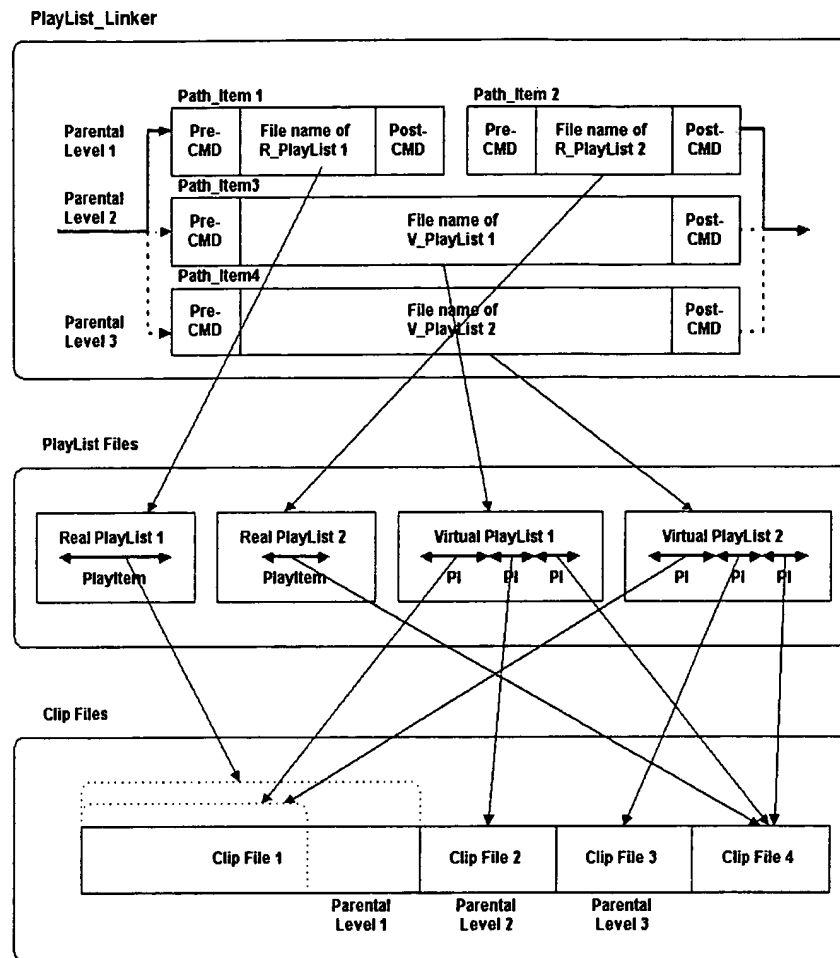 PlayList_Linker
Path_Item 1
Path_Item 2
Parental
Level 1
Pre-
CMD
File name of
R_PlayList 1
Post-
CMD
Pre-
CMD
File name of
R_PlayList 2
Post-
CMD
Parental
Level 2
Path_Item3
Pre-
CMD
File name of
V_PlayList 1
Post-
CMD
Path_Item4
Parental
Level 3
Pre-
CMD
File name of
V_PlayList 2
Post-
CMD
PlayList Files
Real PlayList 1
PlayItem
Real PlayList 2
PlayItem
Virtual PlayList 1
PI PI PI
Virtual PlayList 2
PI PI PI
Clip Files
Clip File 1
Clip File 2
Clip File 3
Clip File 4
Parental
Level 1
Parental
Level 2
Parental
Level 3